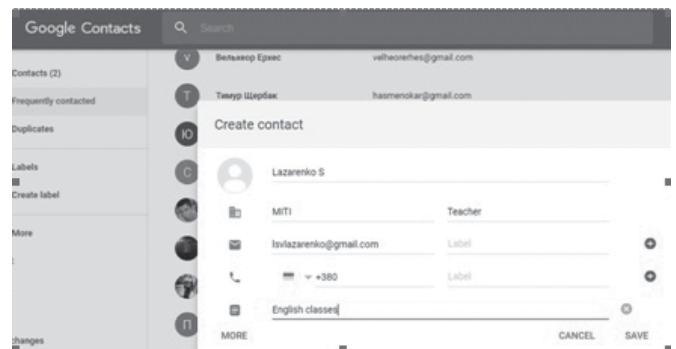 Google Contacts Search
V Вельзевор Ерхес velheorerhes@gmail.com
Contacts (2)
Frequently contacted
T Тимур Щербак hasmenokar@gmail.com
Duplicates
Ю
Create contact
Labels
C
Lazarenko S
Create label
MITI Teacher
More
lsvlazarenko@gmail.com Label
+380 Label
English classes
П
MORE CANCEL SAVE
changes